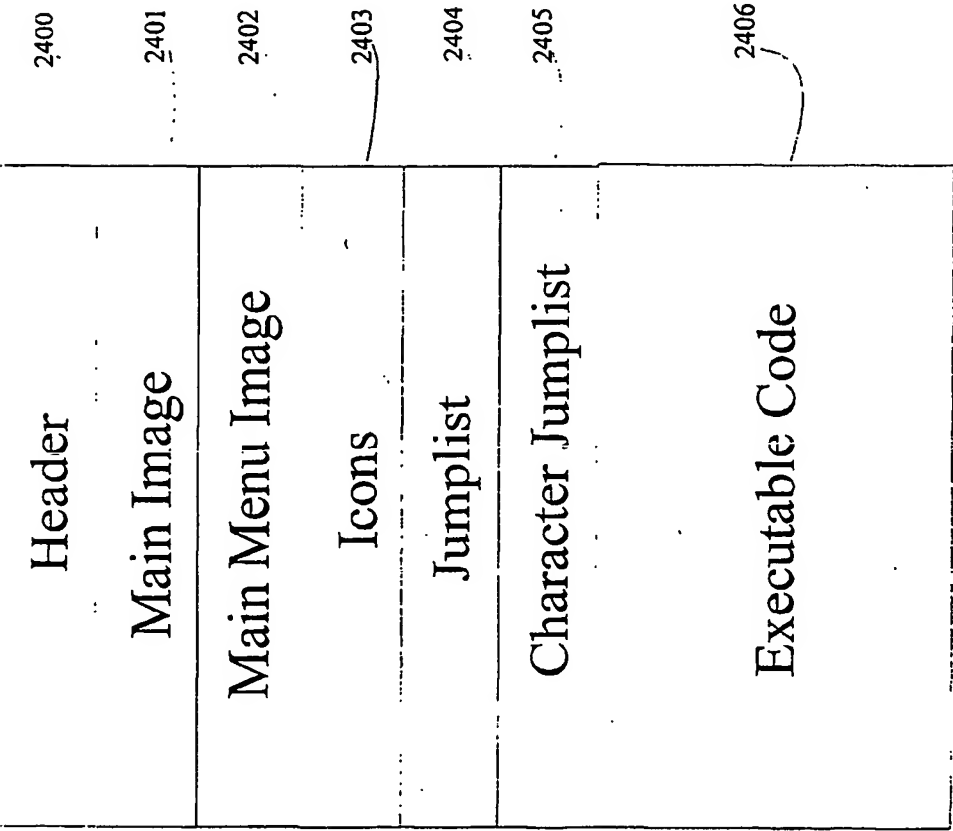 Header 2400
Main Image 2401
Main Menu Image 2402
Icons 2403
Jumplist 2404
Character Jumplist 2405
Executable Code 2406